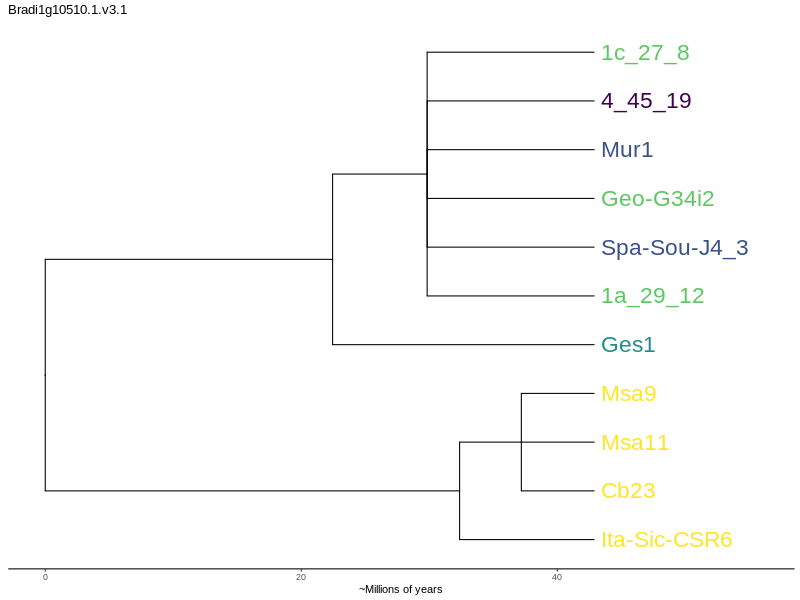 Bradi1g10510.1.v3.1
1c_27_8
4_45_19
Mur1
Geo-G34i2
Spa-Sou-J4_3
1a_29_12
Ges1
Msa9
Msa11
Cb23
Ita-Sic-CSR6
0 20 40
~Millions of years